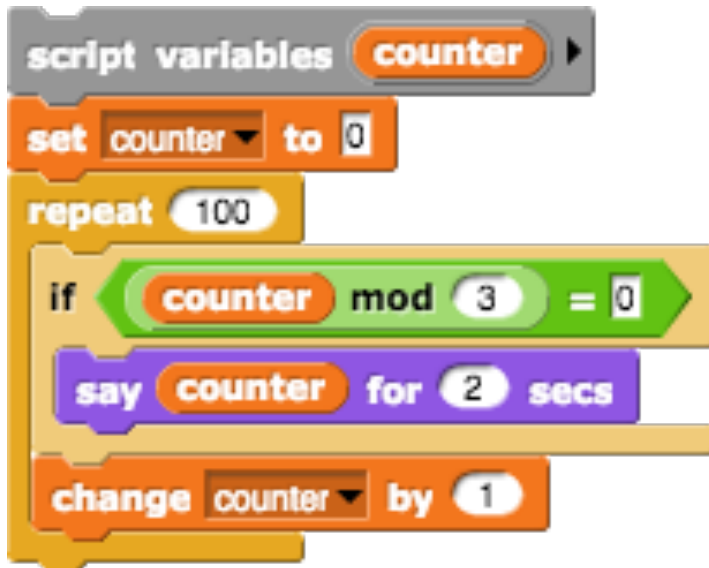 script variables counter
set counter to 0
repeat 100
if counter mod 3 = 0
say counter for 2 secs
change counter by 1